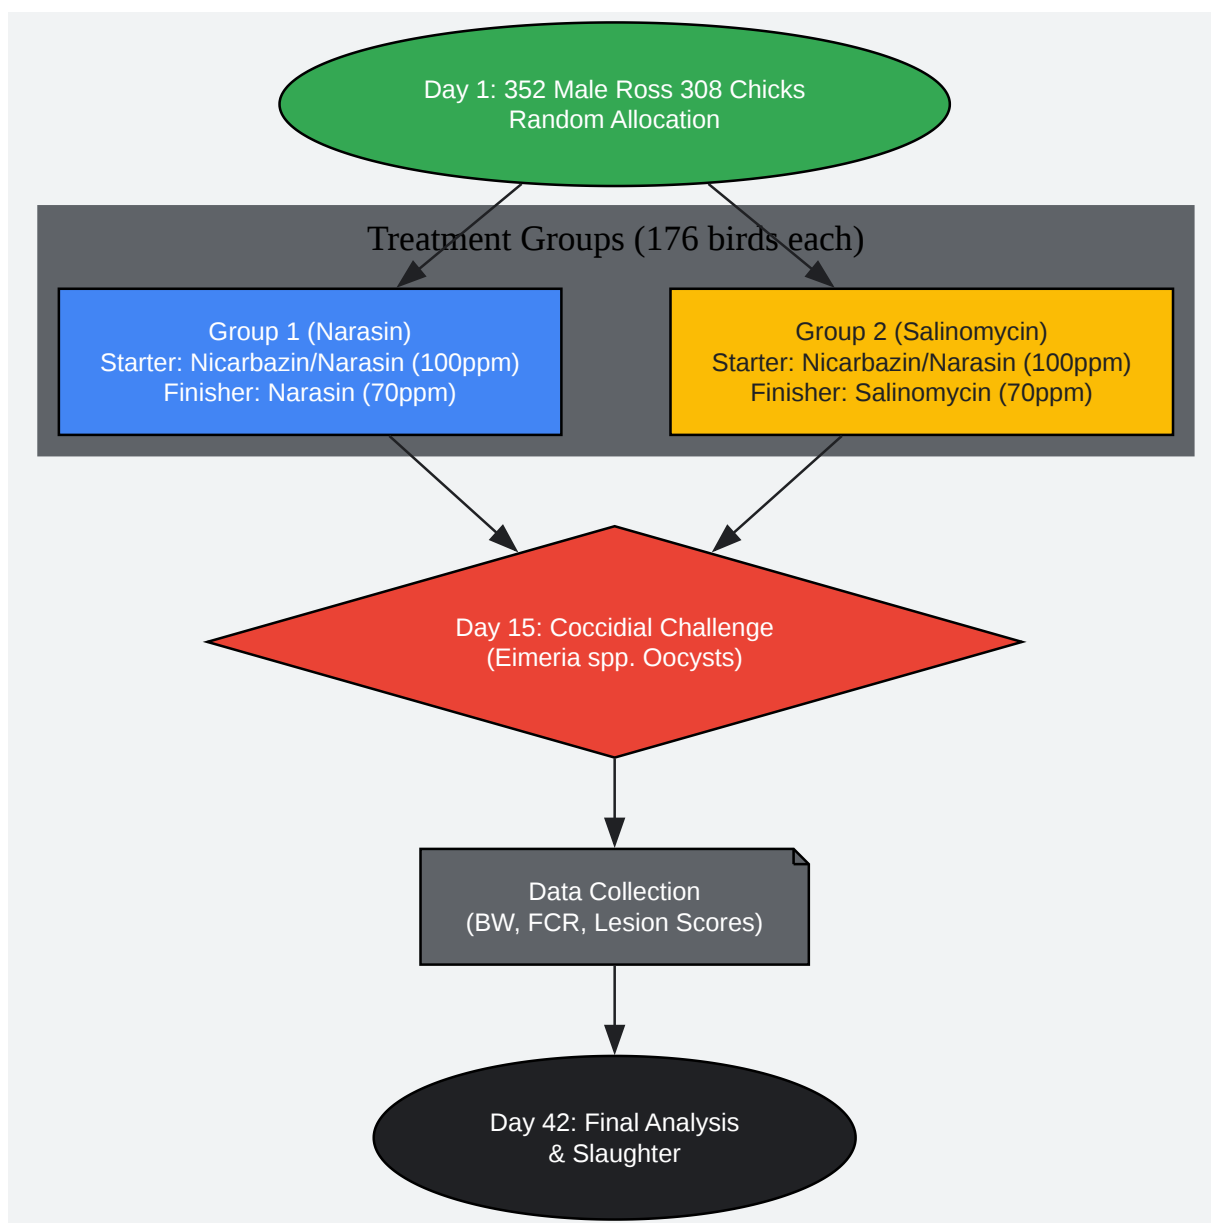 Day 1: 352 Male Ross 308 Chicks
Random Allocation
Treatment Groups (176 birds each)
Group 1 (Narasin)
Starter: Nicarbazin/Narasin (100ppm)
Finisher: Narasin (70ppm)
Group 2 (Salinomycin)
Starter: Nicarbazin/Narasin (100ppm)
Finisher: Salinomycin (70ppm)
Day 15: Coccidial Challenge
(Eimeria spp. Oocysts)
Data Collection
(BW, FCR, Lesion Scores)
Day 42: Final Analysis
& Slaughter